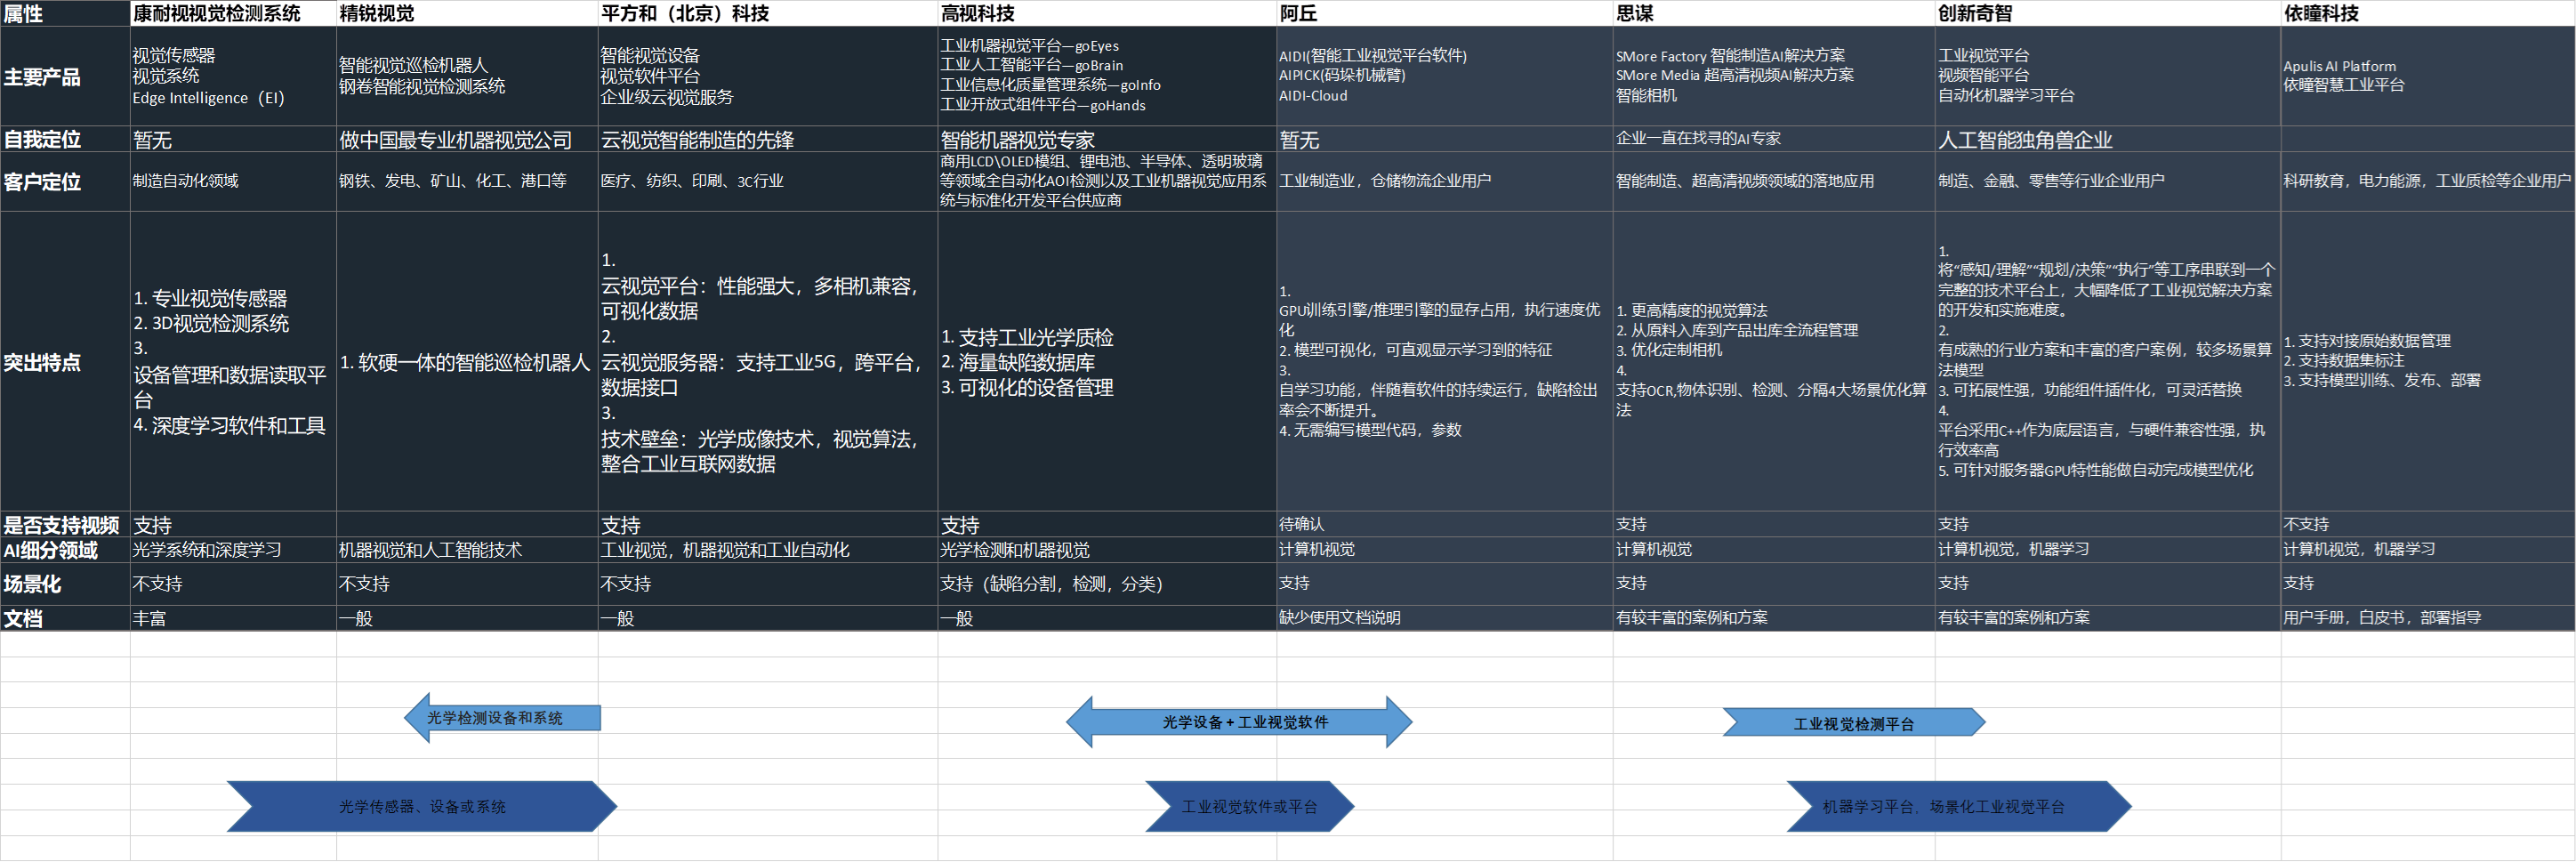 属性
康耐视视觉检测系统
精锐视觉
平方和（北京）科技
高视科技
阿丘
思谋
创新奇智
依瞳科技
主要产品
视觉传感器
视觉系统
Edge Intelligence（EI）
智能视觉巡检机器人
钢卷智能视觉检测系统
智能视觉设备
视觉软件平台
企业级云视觉服务
工业机器视觉平台—goEyes
工业人工智能平台—goBrain
工业信息化质量管理系统—goInfo
工业开放式组件平台—goHands
AIDI(智能工业视觉平台软件)
AIPICK(码垛机械臂)
AIDI-Cloud
SMore Factory 智能制造AI解决方案
SMore Media 超高清视频AI解决方案
智能相机
工业视觉平台
视频智能平台
自动化机器学习平台
Apulis AI Platform
依瞳智慧工业平台
自我定位
暂无
做中国最专业机器视觉公司
云视觉智能制造的先锋
智能机器视觉专家
暂无
企业一直在找寻的AI专家
人工智能独角兽企业
客户定位
制造自动化领域
钢铁、发电、矿山、化工、港口等
医疗、纺织、印刷、3C行业
商用LCD\OLED模组、锂电池、半导体、透明玻璃
等领域全自动化AOI检测以及工业机器视觉应用系
统与标准化开发平台供应商
工业制造业，仓储物流企业用户
智能制造、超高清视频领域的落地应用
制造、金融、零售等行业企业用户
科研教育，电力能源，工业质检等企业用户
突出特点
1. 专业视觉传感器
2. 3D视觉检测系统
3.
设备管理和数据读取平
台
4. 深度学习软件和工具
1. 软硬一体的智能巡检机器人
1.
云视觉平台：性能强大，多相机兼容，
可视化数据
2.
云视觉服务器：支持工业5G，跨平台，
数据接口
3.
技术壁垒：光学成像技术，视觉算法，
整合工业互联网数据
1. 支持工业光学质检
2. 海量缺陷数据库
3. 可视化的设备管理
1.
GPU训练引擎/推理引擎的显存占用，执行速度优
化
2. 模型可视化，可直观显示学习到的特征
3.
自学习功能，伴随着软件的持续运行，缺陷检出
率会不断提升。
4. 无需编写模型代码，参数
1. 更高精度的视觉算法
2. 从原料入库到产品出库全流程管理
3. 优化定制相机
4.
支持OCR,物体识别、检测、分隔4大场景优化算
法
1.
将“感知/理解”“规划/决策”“执行”等工序串联到一个
完整的技术平台上，大幅降低了工业视觉解决方案
的开发和实施难度。
2.
有成熟的行业方案和丰富的客户案例，较多场景算
法模型
3. 可拓展性强，功能组件插件化，可灵活替换
4.
平台采用C++作为底层语言，与硬件兼容性强，执
行效率高
5. 可针对服务器GPU特性能做自动完成模型优化
1. 支持对接原始数据管理
2. 支持数据集标注
3. 支持模型训练、发布、部署
是否支持视频
支持
支持
支持
待确认
支持
支持
不支持
AI细分领域
光学系统和深度学习
机器视觉和人工智能技术
工业视觉，机器视觉和工业自动化
光学检测和机器视觉
计算机视觉
计算机视觉
计算机视觉，机器学习
计算机视觉，机器学习
场景化
不支持
不支持
不支持
支持（缺陷分割，检测，分类）
支持
支持
支持
支持
文档
丰富
一般
一般
一般
缺少使用文档说明
有较丰富的案例和方案
有较丰富的案例和方案
用户手册，白皮书，部署指导
光学检测设备和系统
光学设备 + 工业视觉软件
工业视觉检测平台
光学传感器、设备或系统
工业视觉软件或平台
机器学习平台，场景化工业视觉平台